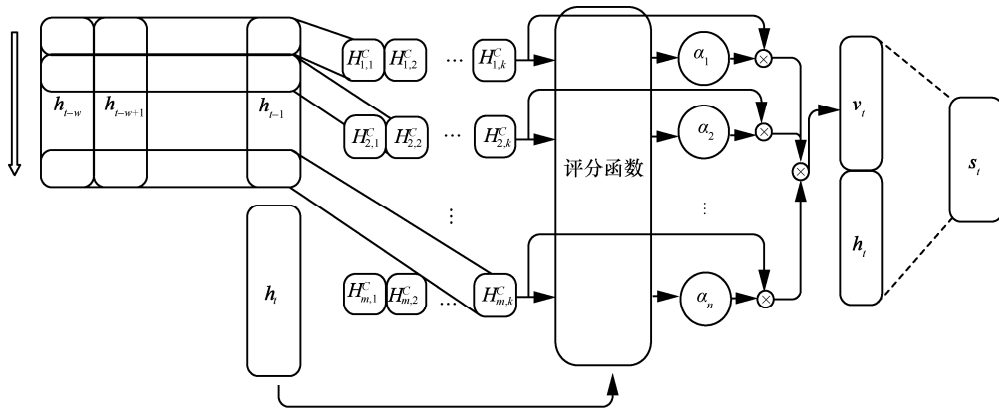 h_{t-w} h_{t-w+1} h_{t-1}
H^C_{1,1} H^C_{1,2} ... H^C_{1,k}
H^C_{2,1} H^C_{2,2} ... H^C_{2,k}
⋮
H^C_{m,1} H^C_{m,2} ... H^C_{m,k}
h_t
评分函数
α_1
α_2
⋮
α_n
v_t
h_t
s_t